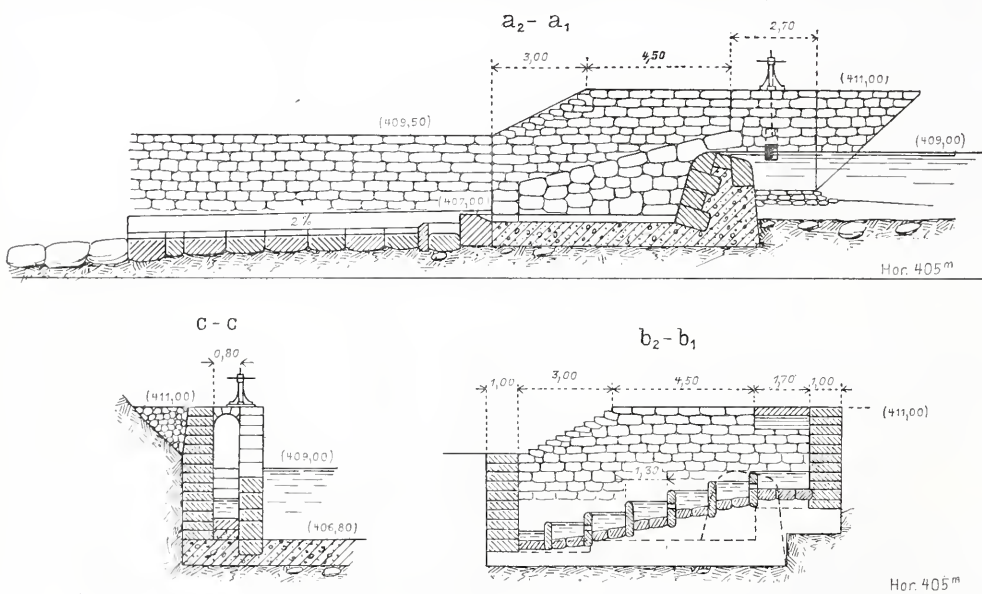 a₂ - a₁
3,00 4,50 2,70
(411,00)
(409,50)
(409,00)
(407,00)
2%
Hor. 405ᵐ
c - c
0,80
(411,00)
(409,00)
(406,80)
b₂ - b₁
1,00 3,00 4,50 1,70 1,00
(411,00)
1,30
Hor. 405ᵐ